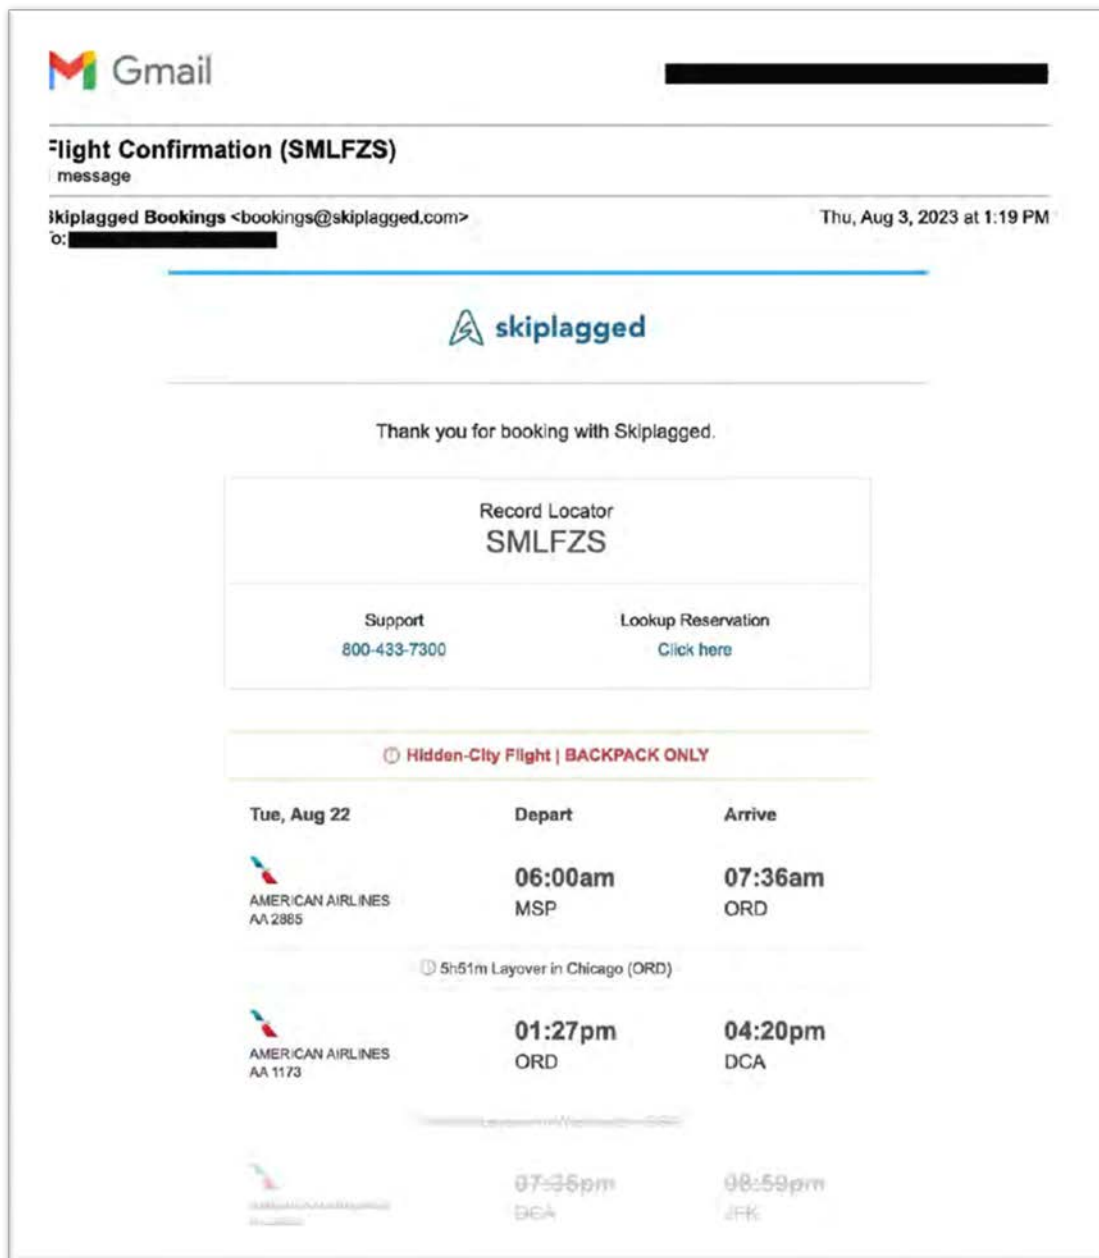 Gmail
Flight Confirmation (SMLFZS)
message
Skiplagged Bookings <bookings@skiplagged.com>
Thu, Aug 3, 2023 at 1:19 PM
To:
skiplagged
Thank you for booking with Skiplagged.
Record Locator
SMLFZS
Support
Lookup Reservation
800-433-7300
Click here
Hidden-City Flight | BACKPACK ONLY
Tue, Aug 22
Depart
Arrive
06:00am
07:36am
AMERICAN AIRLINES
MSP
ORD
AA 2885
5h51m Layover in Chicago (ORD)
01:27pm
04:20pm
AMERICAN AIRLINES
ORD
DCA
AA 1173
07:35pm
08:59pm
DCA
JFK